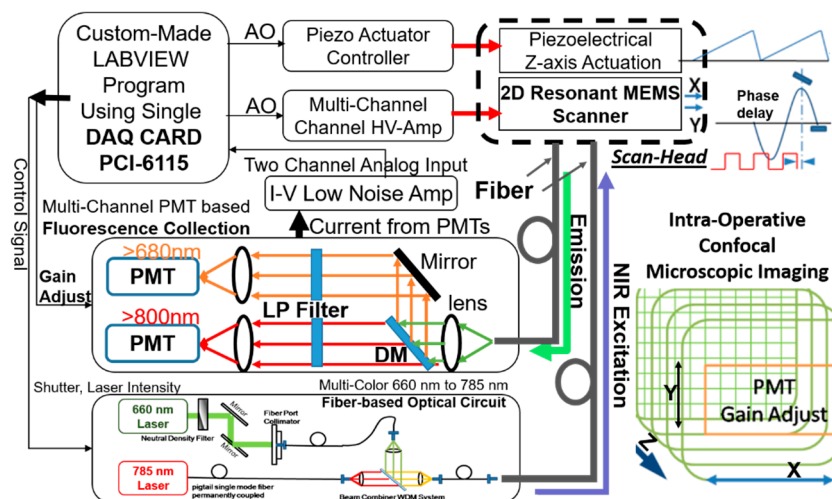 Custom-Made
LABVIEW
Program
Using Single
DAQ CARD
PCI-6115
AO
Piezo Actuator
Controller
Piezoelectrical
Z-axis Actuation
AO
Multi-Channel
Channel HV-Amp
2D Resonant MEMS
Scanner
X
Y
Phase
delay
Scan-Head
Two Channel Analog Input
I-V Low Noise Amp
Fiber
Control Signal
Multi-Channel PMT based
Fluorescence Collection
Current from PMTs
Emission
NIR Excitation
Intra-Operative
Confocal
Microscopic Imaging
Gain
Adjust
>680nm
PMT
Mirror
LP Filter
lens
>800nm
PMT
DM
Y
PMT
Gain Adjust
Z
X
Shutter, Laser Intensity
Multi-Color 660 nm to 785 nm
Fiber-based Optical Circuit
660 nm
Laser
Neutral Density Filter
Mirror
Mirror
Fiber Port
Collimator
785 nm
Laser
pigtail single mode fiber
permanently coupled
Beam Combiner WDM System